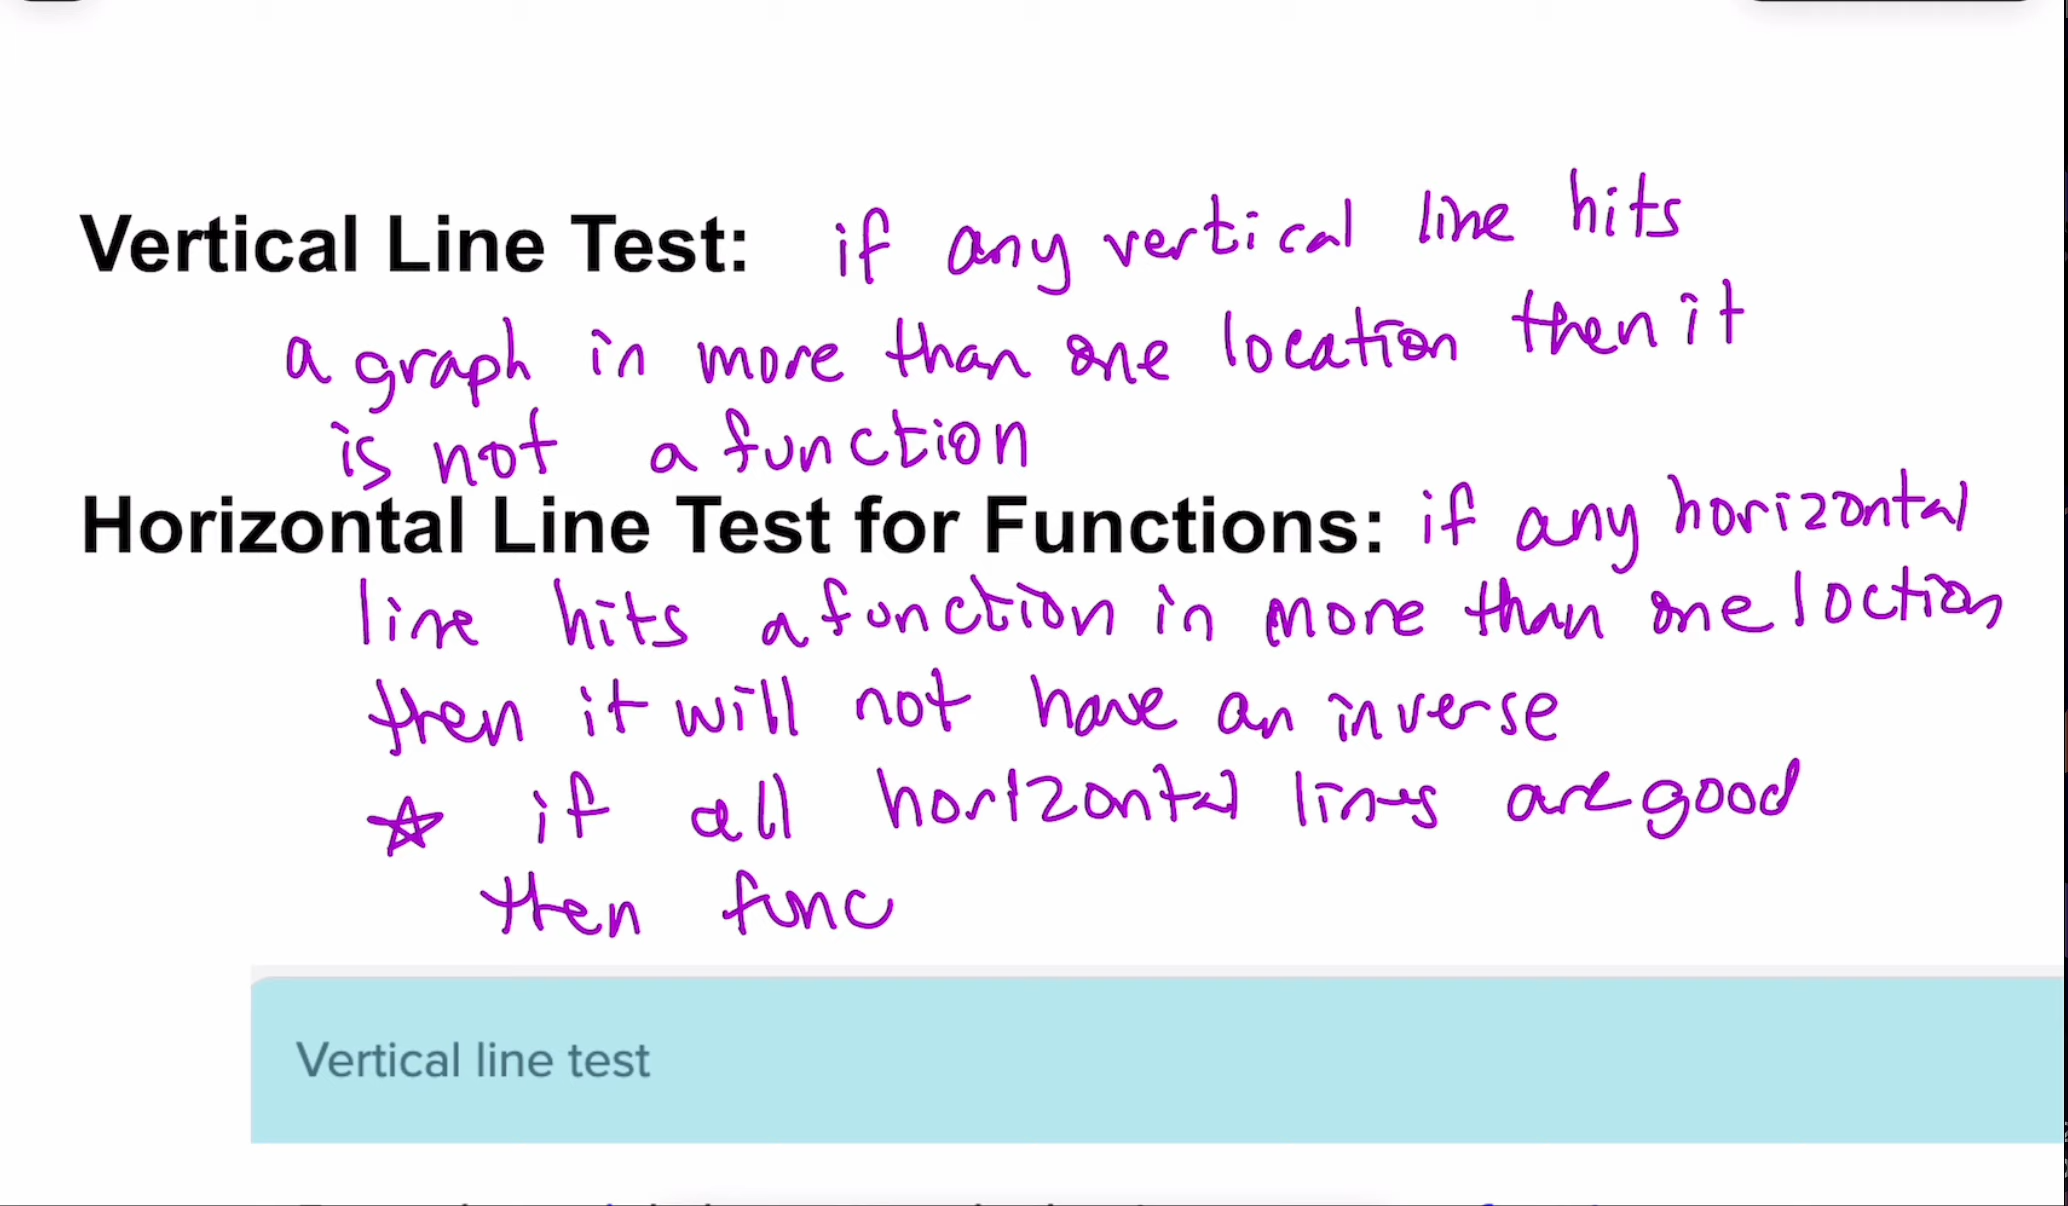 Vertical Line Test: if any vertical line hits
a graph in more than one location then it
is not a function
Horizontal Line Test for Functions: if any horizontal
line hits a function in more than one loction
then it will not have an inverse
☆ if all horizontal lines are good
then func
Vertical line test